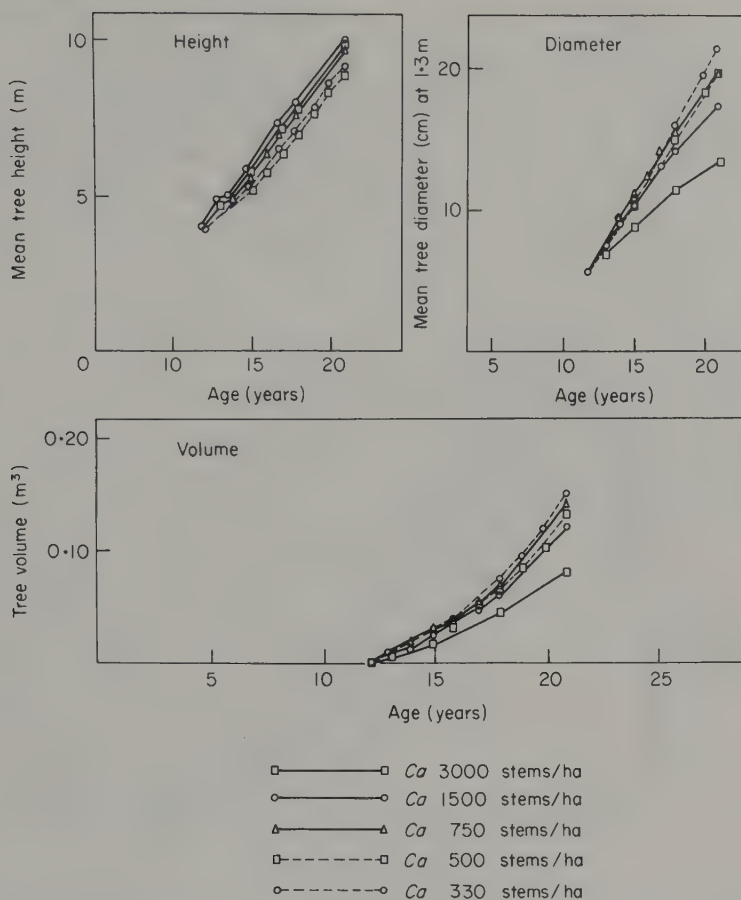 Height
10
5
0
10
15
20
Mean tree height (m)
Age (years)
Diameter
20
10
5
10
15
20
Mean tree diameter (cm) at 1·3m
Age (years)
Volume
0·20
0·10
5
10
15
20
25
Tree volume (m³)
Age (years)
Ca 3000 stems/ha
Ca 1500 stems/ha
Ca 750 stems/ha
Ca 500 stems/ha
Ca 330 stems/ha